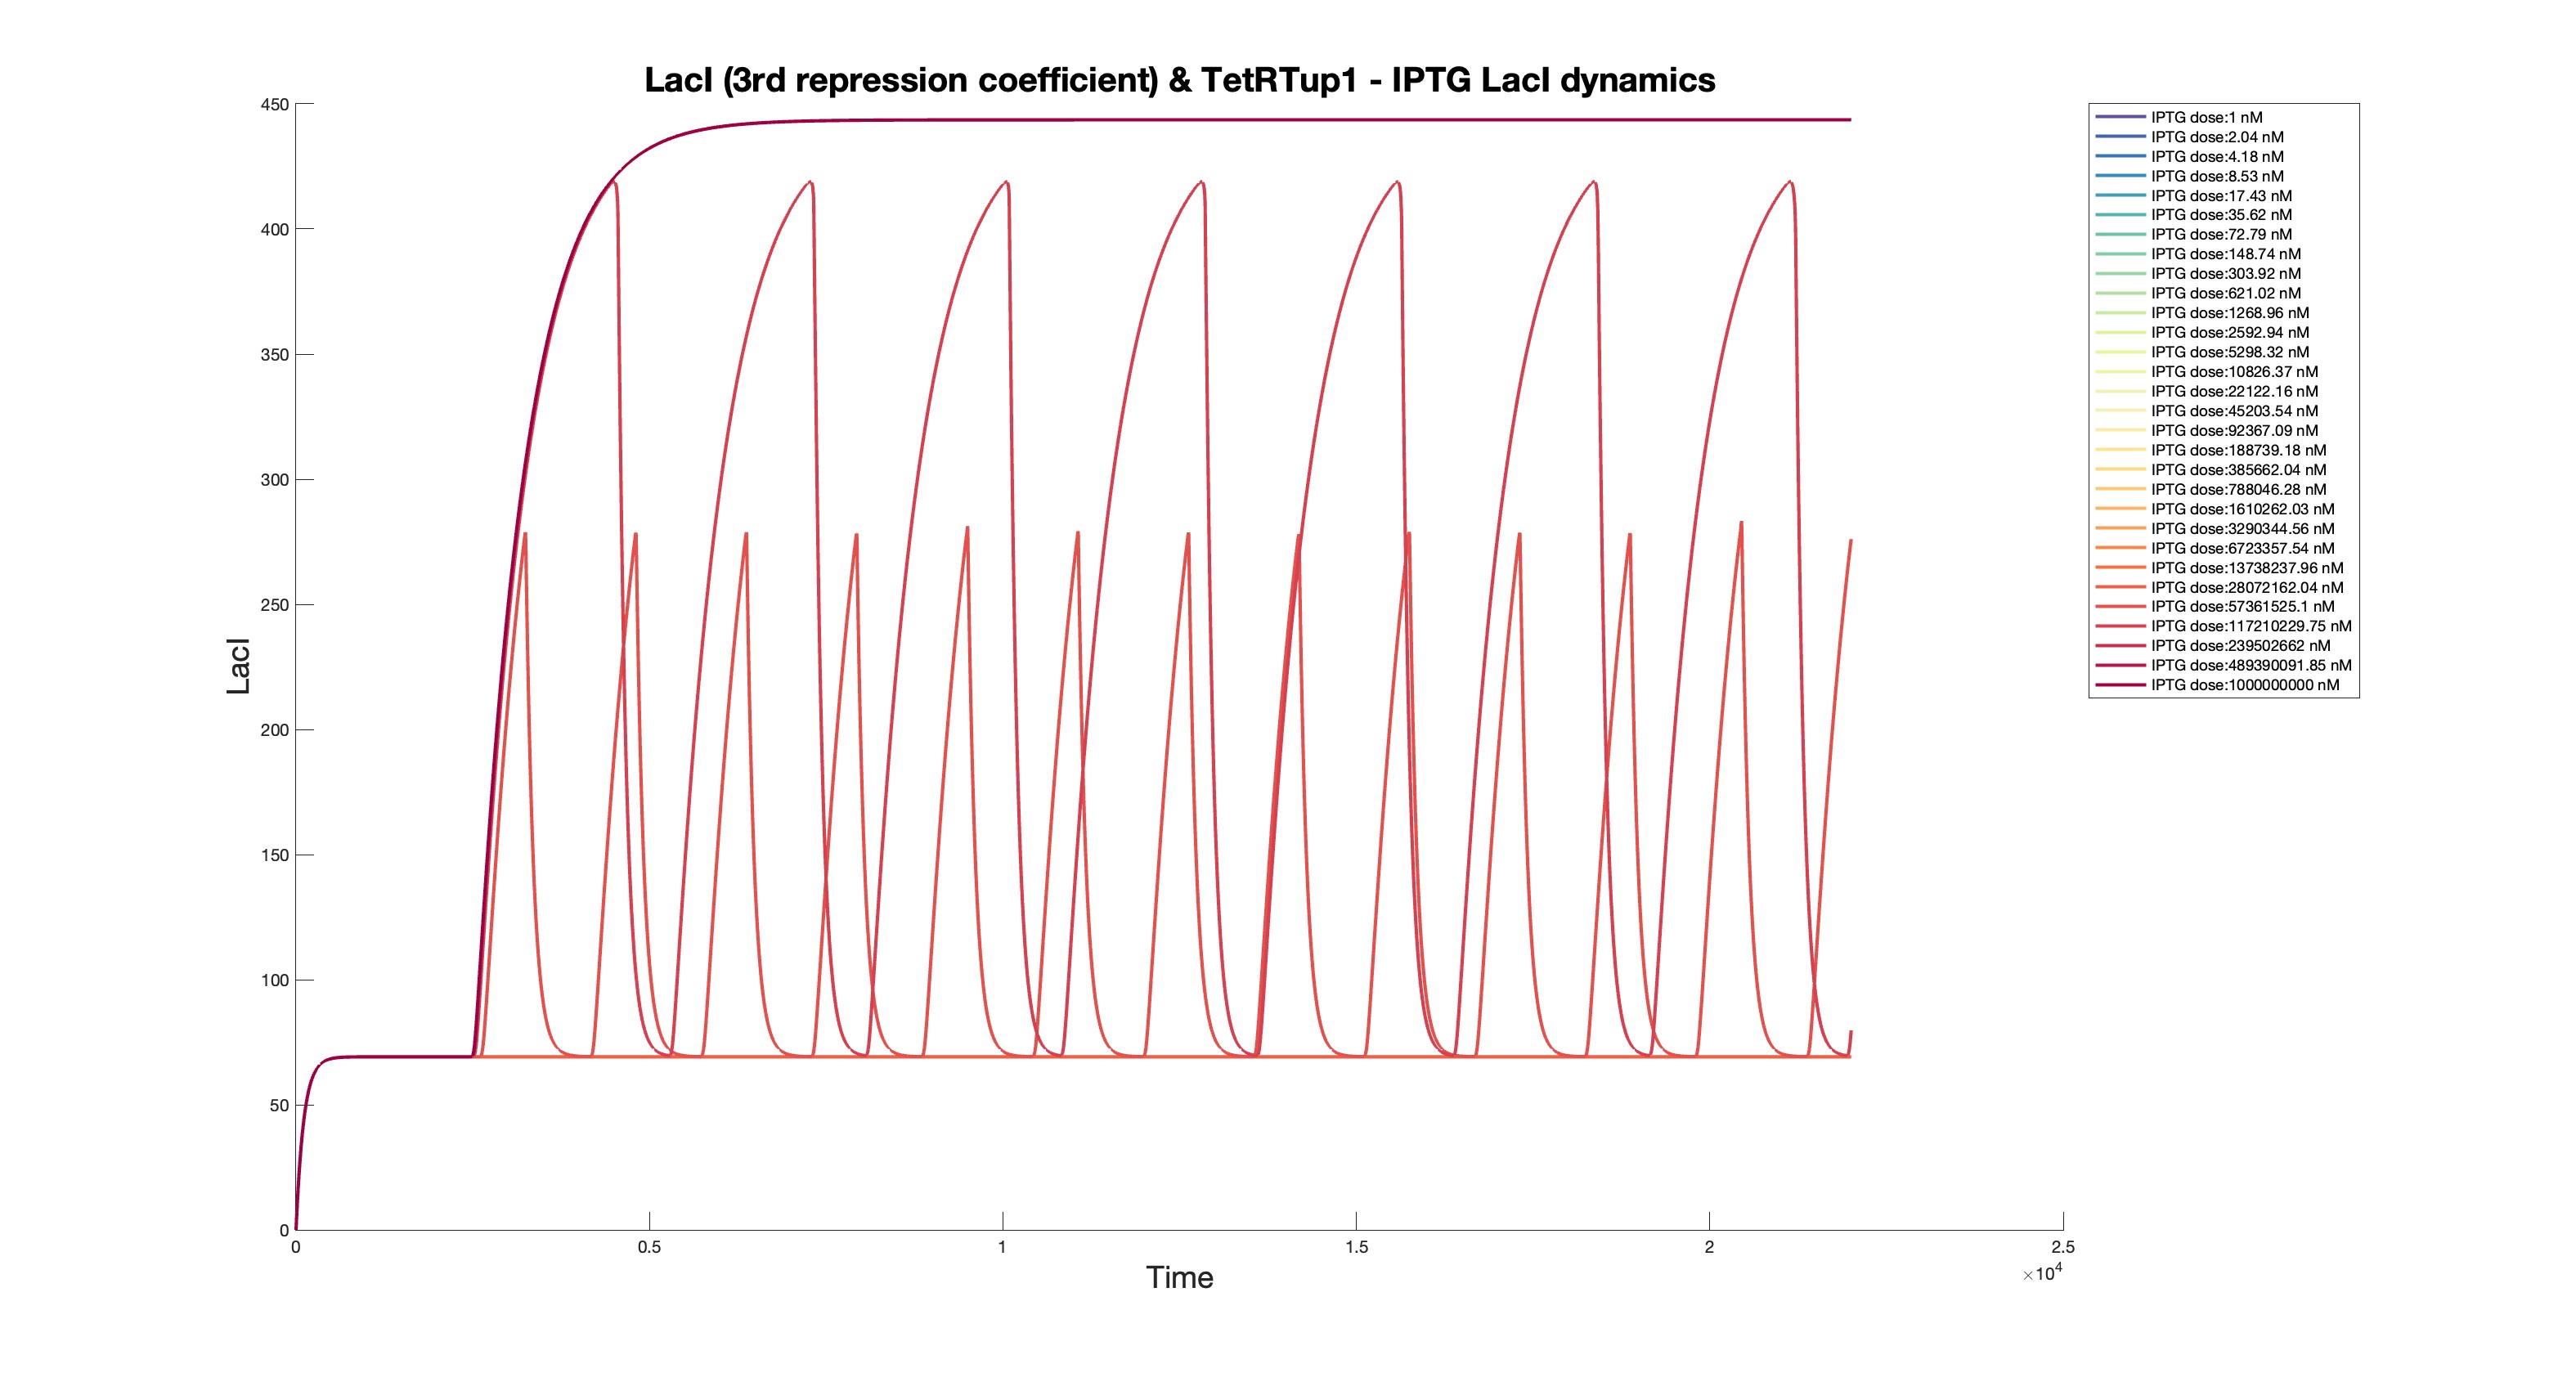 LacI (3rd repression coefficient) & TetRTup1 - IPTG LacI dynamics
450
400
350
300
250
200
150
100
50
0
LacI
0
0.5
1
1.5
2
2.5
×10^4
Time
IPTG dose:1 nM
IPTG dose:2.04 nM
IPTG dose:4.18 nM
IPTG dose:8.53 nM
IPTG dose:17.43 nM
IPTG dose:35.62 nM
IPTG dose:72.79 nM
IPTG dose:148.74 nM
IPTG dose:303.92 nM
IPTG dose:621.02 nM
IPTG dose:1268.96 nM
IPTG dose:2592.94 nM
IPTG dose:5298.32 nM
IPTG dose:10826.37 nM
IPTG dose:22122.16 nM
IPTG dose:45203.54 nM
IPTG dose:92367.09 nM
IPTG dose:188739.18 nM
IPTG dose:385662.04 nM
IPTG dose:788046.28 nM
IPTG dose:1610262.03 nM
IPTG dose:3290344.56 nM
IPTG dose:6723357.54 nM
IPTG dose:13738237.96 nM
IPTG dose:28072162.04 nM
IPTG dose:57361525.1 nM
IPTG dose:117210229.75 nM
IPTG dose:239502662 nM
IPTG dose:489390091.85 nM
IPTG dose:1000000000 nM